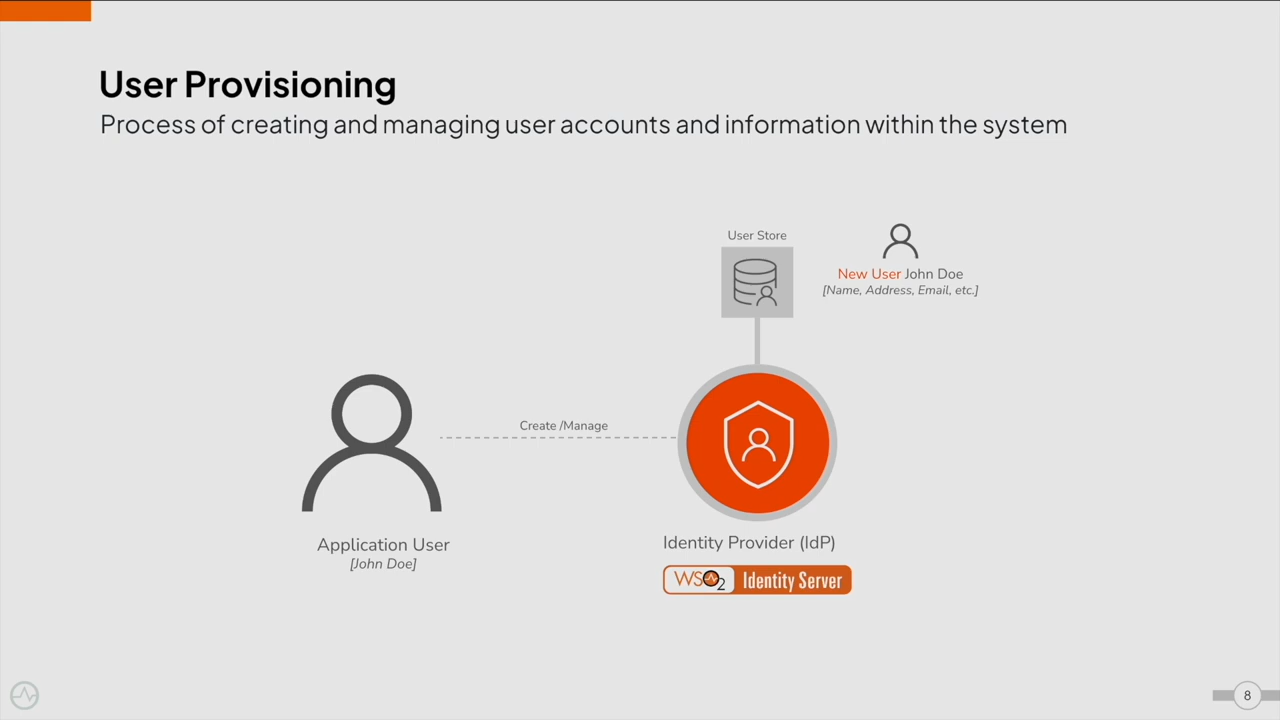 User Provisioning
Process of creating and managing user accounts and information within the system
User Store
New User John Doe
[Name, Address, Email, etc.]
Create /Manage
Application User
[John Doe]
Identity Provider (IdP)
WSO2 Identity Server
8